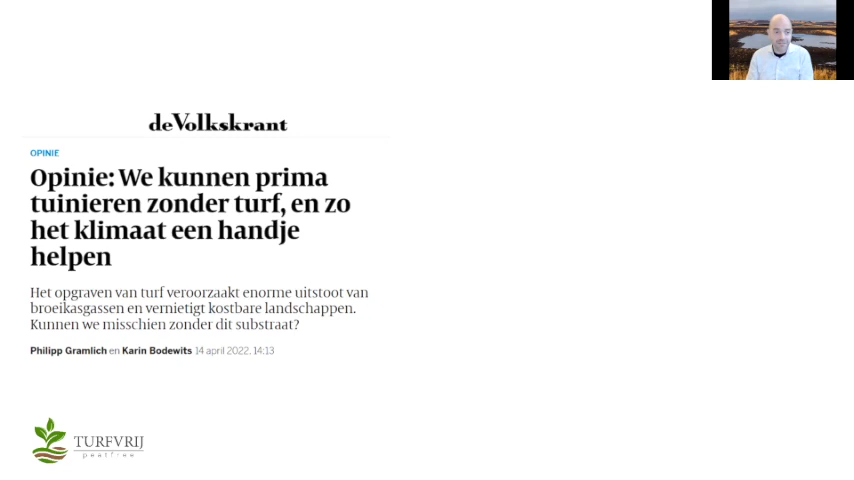 deVolkskrant
OPINIE
Opinie: We kunnen prima
tuinieren zonder turf, en zo
het klimaat een handje
helpen
Het opgraven van turf veroorzaakt enorme uitstoot van
broeikasgassen en vernietigt kostbare landschappen.
Kunnen we misschien zonder dit substraat?
Philipp Gramlich en Karin Bodewits 14 april 2022, 14:13
TURFVRIJ
peatfree